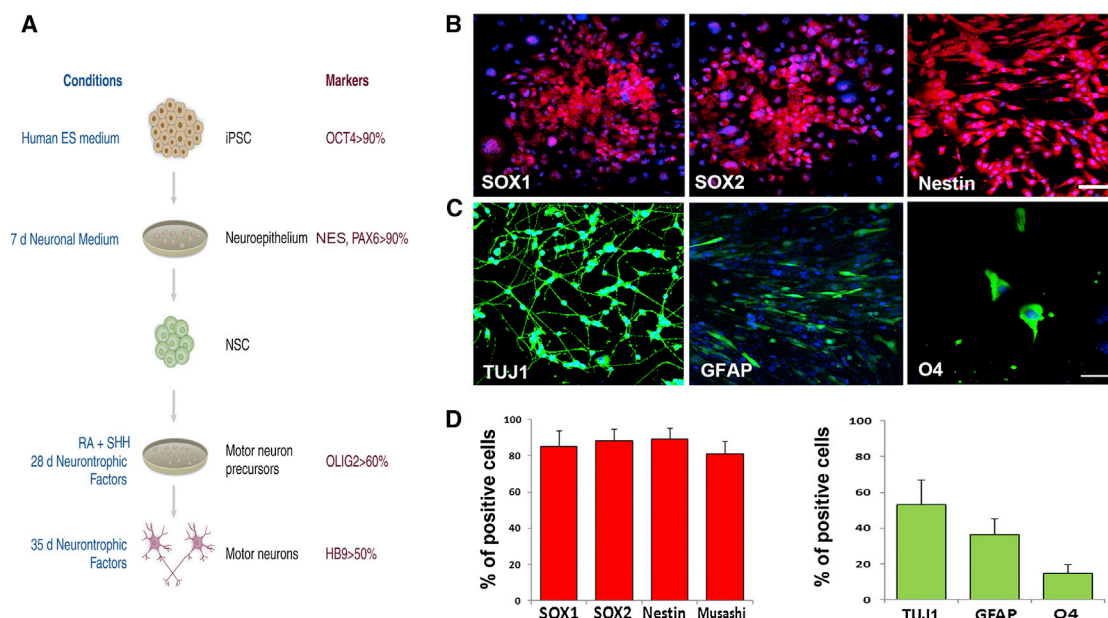 A
Conditions
Markers
Human ES medium
iPSC
OCT4>90%
7 d Neuronal Medium
Neuroepithelium
NES, PAX6>90%
NSC
RA + SHH
28 d Neurontrophic
Factors
Motor neuron
precursors
OLIG2>60%
35 d Neurontrophic
Factors
Motor neurons
HB9>50%
B
SOX1
SOX2
Nestin
C
TUJ1
GFAP
O4
D
% of positive cells
100
80
60
40
20
0
SOX1
SOX2
Nestin
Musashi
% of positive cells
100
80
60
40
20
0
TUJ1
GFAP
O4